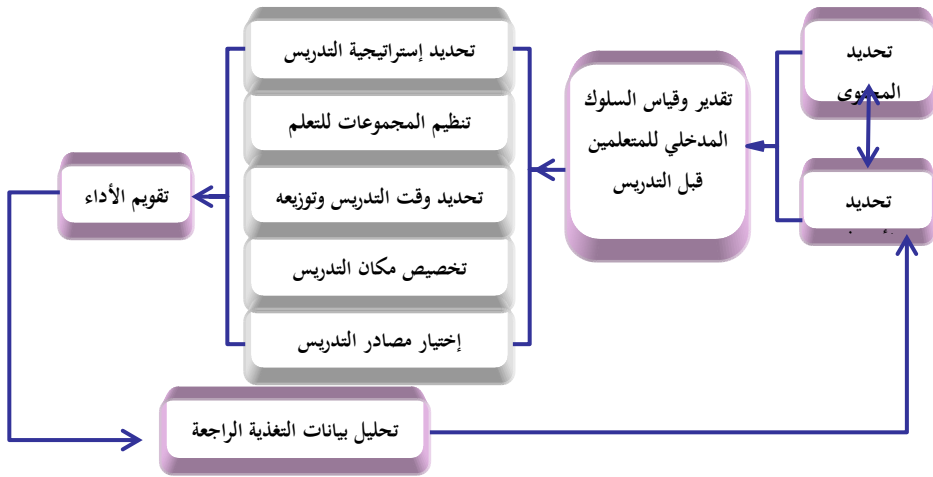 تحديد
المحتوى
تحديد
تقدير وقياس السلوك
المدخلي للمتعلمين
قبل التدريس
تحديد إستراتيجية التدريس
تنظيم المجموعات للتعلم
تحديد وقت التدريس وتوزيعه
تخصيص مكان التدريس
إختيار مصادر التدريس
تقويم الأداء
تحليل بيانات التغذية الراجعة